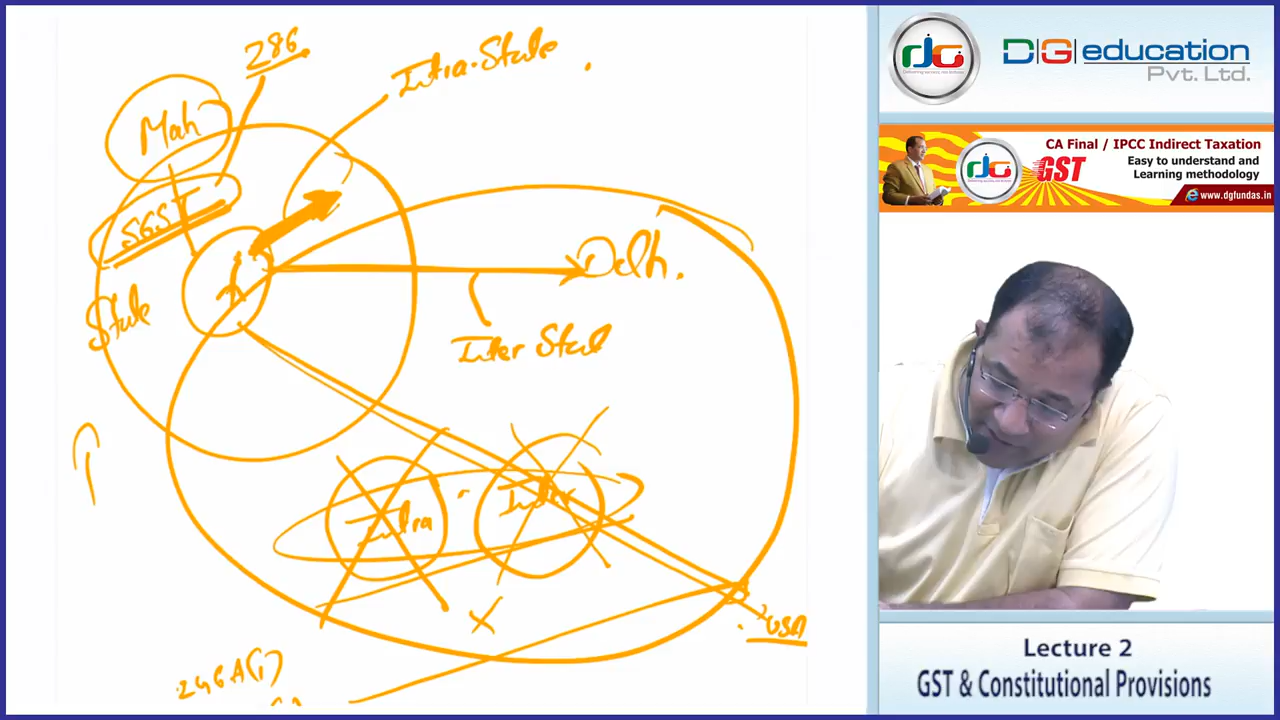 286
Intra-State
Mah
SGST
State
Delh.
Inter State
Intra
Inter
USA
246A(1)
DG education
Pvt. Ltd.
CA Final / IPCC Indirect Taxation
GST
Easy to understand and
Learning methodology
www.dgfundas.in
Lecture 2
GST & Constitutional Provisions